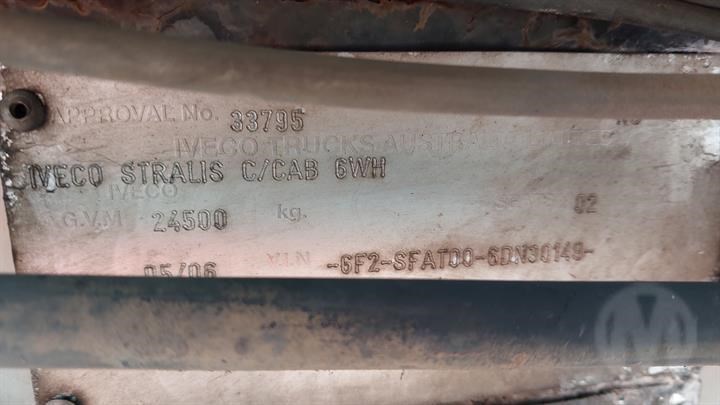 APPROVAL No. 33795
IVECO TRUCKS AUSTRALIA
IVECO STRALIS C/CAB 6WH
IVECO
G.V.M 24500 kg. 02
05/06 V.I.N -6F2-SFAT00-6DN30149-
M